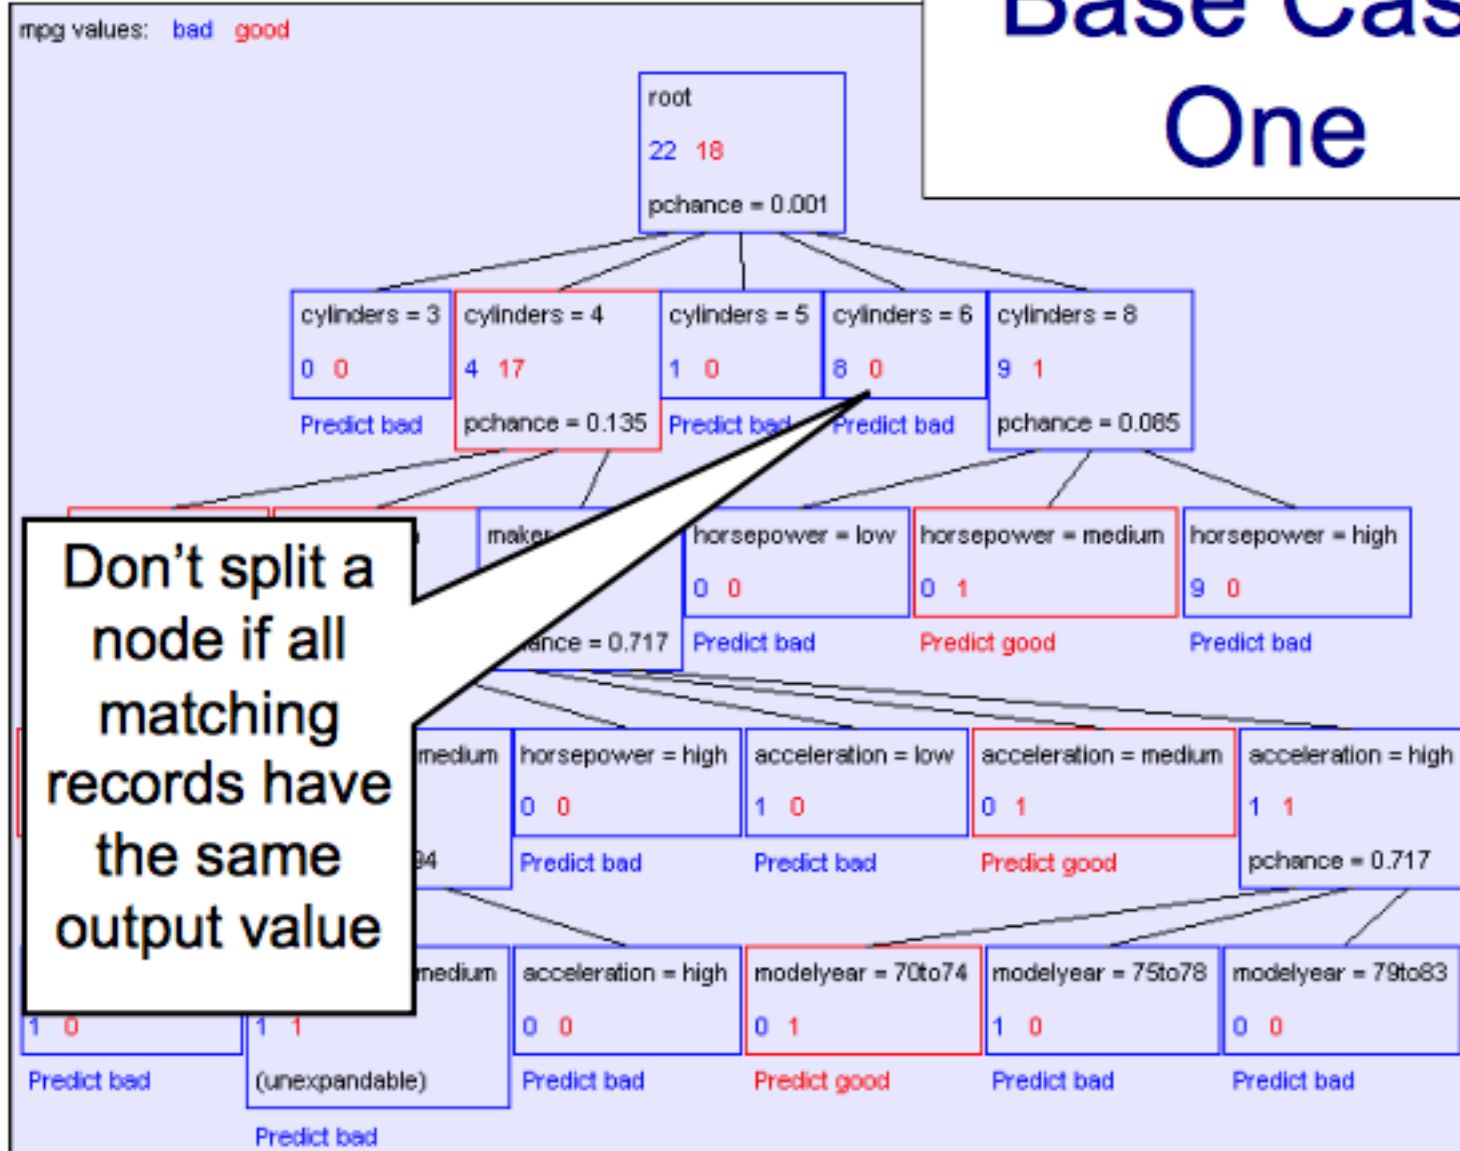 Base Cas
One
mpg values: bad good
root
22 18
pchance = 0.001
cylinders = 3 cylinders = 4 cylinders = 5 cylinders = 6 cylinders = 8
0 0 4 17 1 0 8 0 9 1
Predict bad pchance = 0.135 Predict bad Predict bad pchance = 0.085
maker horsepower = low horsepower = medium horsepower = high
0 0 0 1 9 0
= 0.717 Predict bad Predict good Predict bad
Don't split a
node if all
matching
records have
the same
output value
medium horsepower = high acceleration = low acceleration = medium acceleration = high
0 0 1 0 0 1 1 1
94 Predict bad Predict bad Predict good pchance = 0.717
medium acceleration = high modelyear = 70to74 modelyear = 75to78 modelyear = 79to83
1 0 1 1 0 0 0 1 1 0 0 0
Predict bad (unexpandable) Predict bad Predict good Predict bad Predict bad
Predict bad